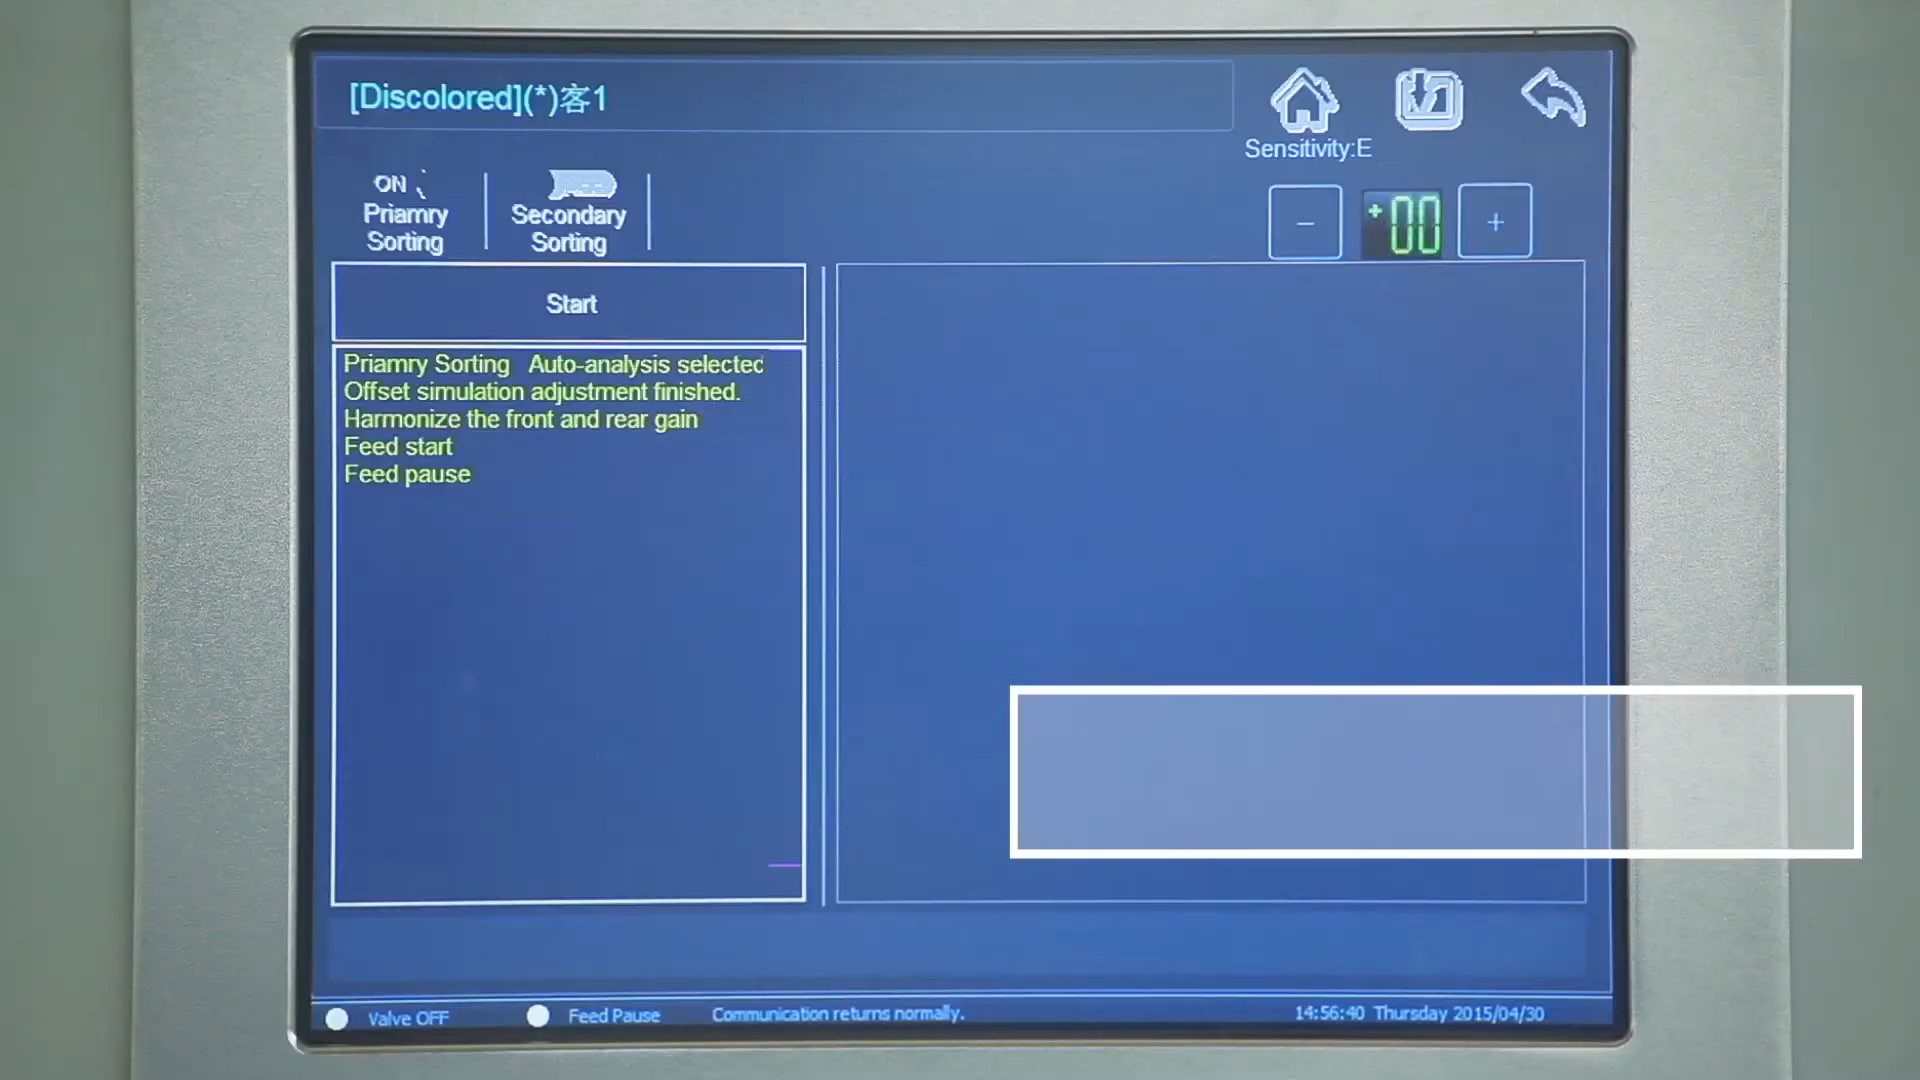 [Discolored](*)客1
Sensitivity:E
ON
Priamry
Sorting
Secondary
Sorting
−
+00
+
Start
Priamry Sorting Auto-analysis selected
Offset simulation adjustment finished.
Harmonize the front and rear gain
Feed start
Feed pause
Valve OFF
Feed Pause
Communication returns normally.
14:56:40 Thursday 2015/04/30